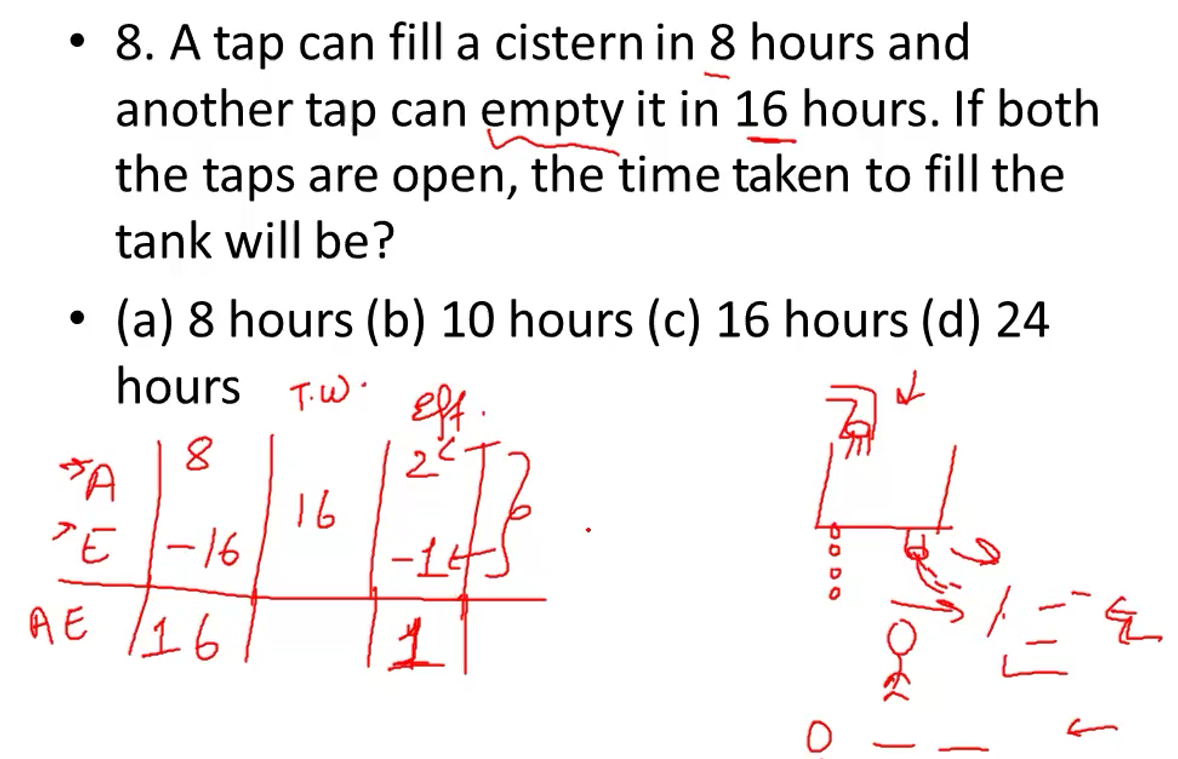 • 8. A tap can fill a cistern in 8 hours and
another tap can empty it in 16 hours. If both
the taps are open, the time taken to fill the
tank will be?
• (a) 8 hours (b) 10 hours (c) 16 hours (d) 24
hours
T.W. Eff.
A 8 2
16
E -16 -1
AE 16 1